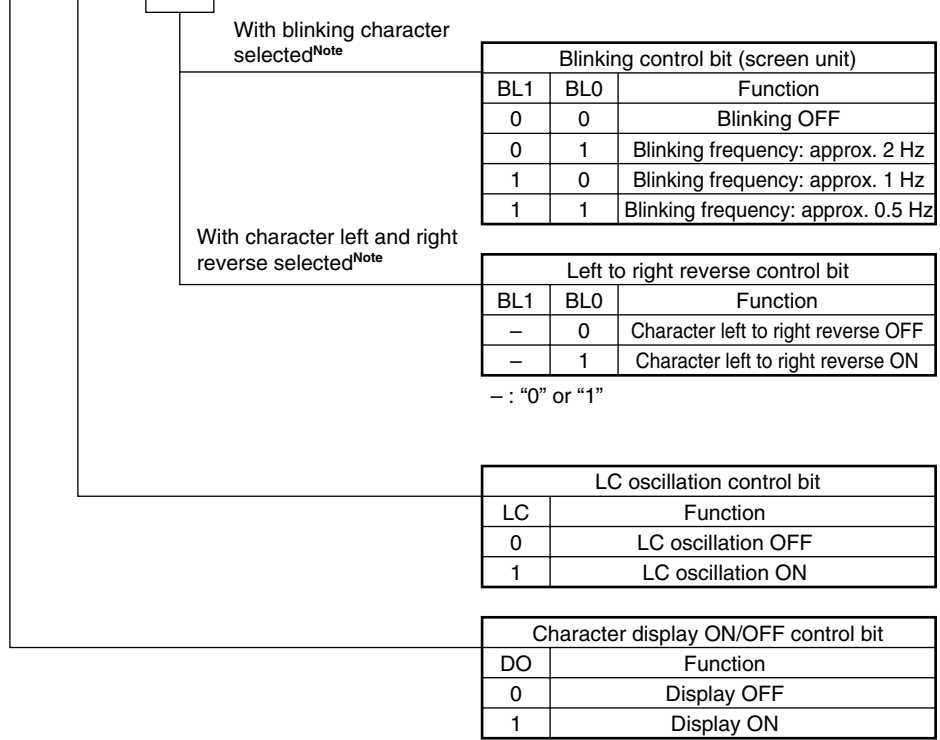 With blinking character
selectedNote
Blinking control bit (screen unit)
BL1 BL0 Function
0 0 Blinking OFF
0 1 Blinking frequency: approx. 2 Hz
1 0 Blinking frequency: approx. 1 Hz
1 1 Blinking frequency: approx. 0.5 Hz
With character left and right
reverse selectedNote
Left to right reverse control bit
BL1 BL0 Function
– 0 Character left to right reverse OFF
– 1 Character left to right reverse ON
– : “0” or “1”
LC oscillation control bit
LC Function
0 LC oscillation OFF
1 LC oscillation ON
Character display ON/OFF control bit
DO Function
0 Display OFF
1 Display ON